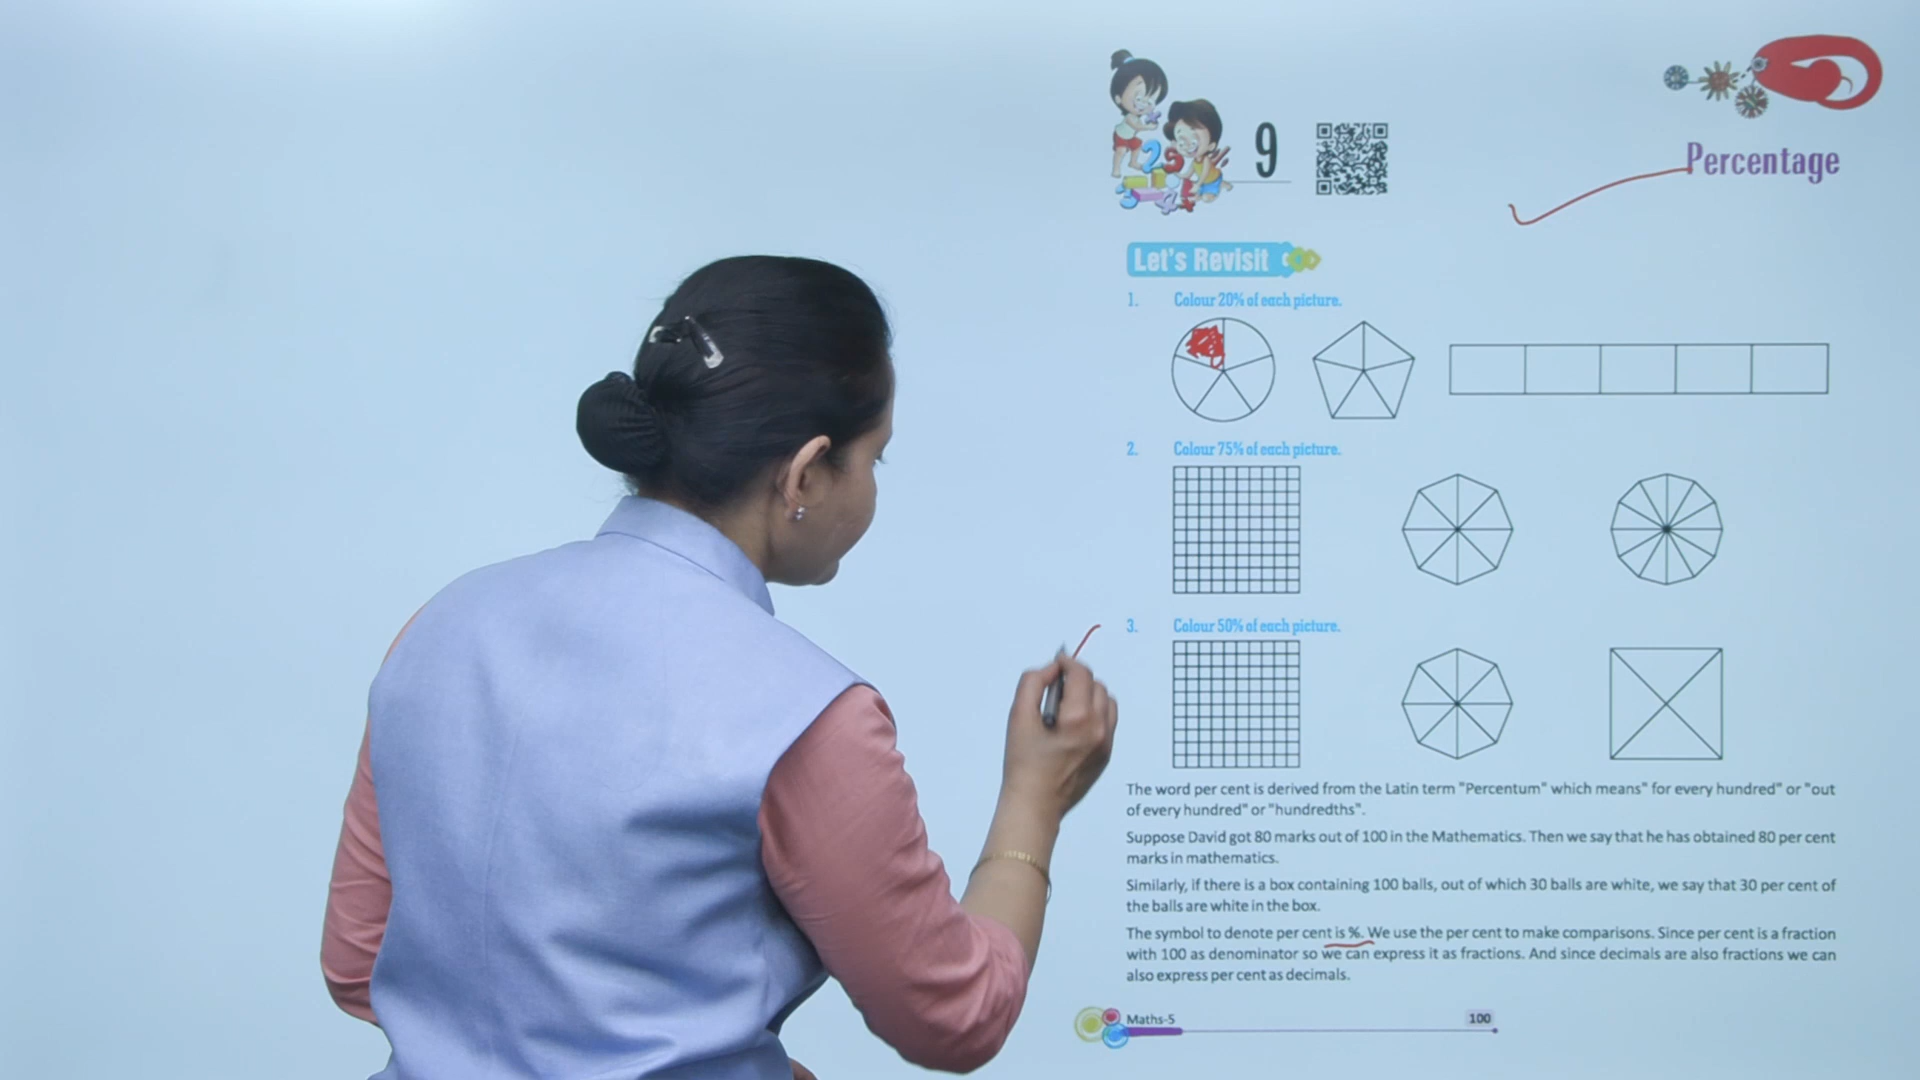 9
Percentage
Let's Revisit
1. Colour 20% of each picture.
2. Colour 75% of each picture.
3. Colour 50% of each picture.
The word per cent is derived from the Latin term "Percentum" which means" for every hundred" or "out
of every hundred" or "hundredths".
Suppose David got 80 marks out of 100 in the Mathematics. Then we say that he has obtained 80 per cent
marks in mathematics.
Similarly, if there is a box containing 100 balls, out of which 30 balls are white, we say that 30 per cent of
the balls are white in the box.
The symbol to denote per cent is %. We use the per cent to make comparisons. Since per cent is a fraction
with 100 as denominator so we can express it as fractions. And since decimals are also fractions we can
also express per cent as decimals.
Maths-5
100